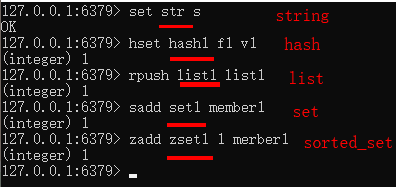 127.0.0.1:6379> set str s string
OK
127.0.0.1:6379> hset hash1 f1 v1 hash
(integer) 1
127.0.0.1:6379> rpush list1 list1 list
(integer) 1
127.0.0.1:6379> sadd set1 member1 set
(integer) 1
127.0.0.1:6379> zadd zset1 1 merber1 sorted_set
(integer) 1
127.0.0.1:6379>